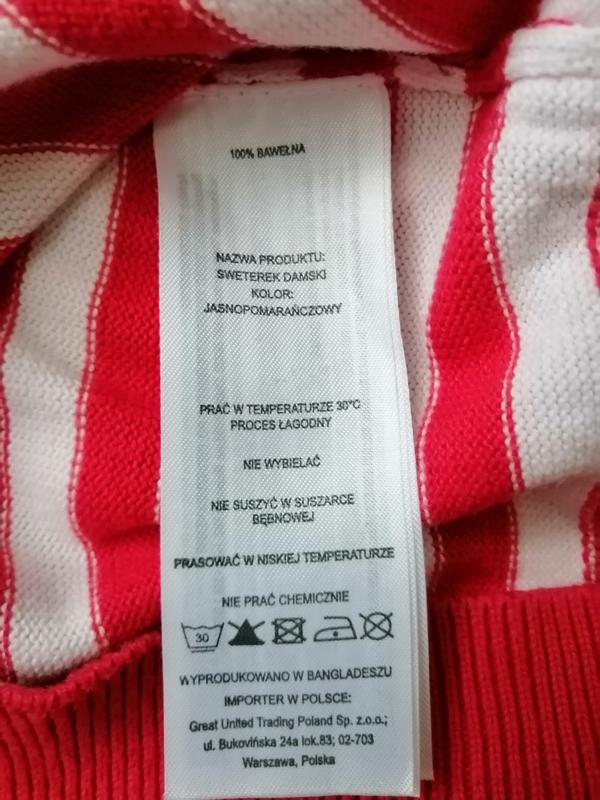 100% BAWEŁNA
NAZWA PRODUKTU:
SWETEREK DAMSKI
KOLOR:
JASNOPOMARAŃCZOWY
PRAĆ W TEMPERATURZE 30°C
PROCES ŁAGODNY
NIE WYBIELAĆ
NIE SUSZYĆ W SUSZARCE
BĘBNOWEJ
PRASOWAĆ W NISKIEJ TEMPERATURZE
NIE PRAĆ CHEMICZNIE
30
WYPRODUKOWANO W BANGLADESZU
IMPORTER W POLSCE:
Great United Trading Poland Sp. z.o.o.;
ul. Bukovińska 24a lok.83; 02-703
Warszawa, Polska